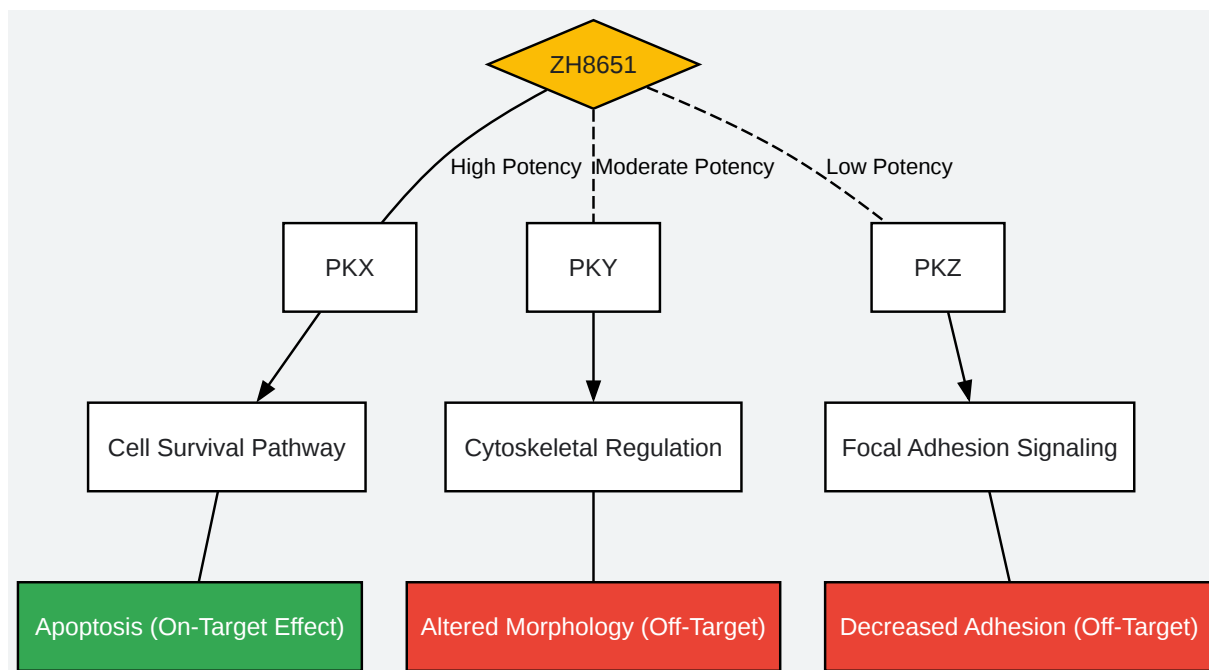 ZH8651
High Potency
Moderate Potency
Low Potency
PKX
PKY
PKZ
Cell Survival Pathway
Cytoskeletal Regulation
Focal Adhesion Signaling
Apoptosis (On-Target Effect)
Altered Morphology (Off-Target)
Decreased Adhesion (Off-Target)